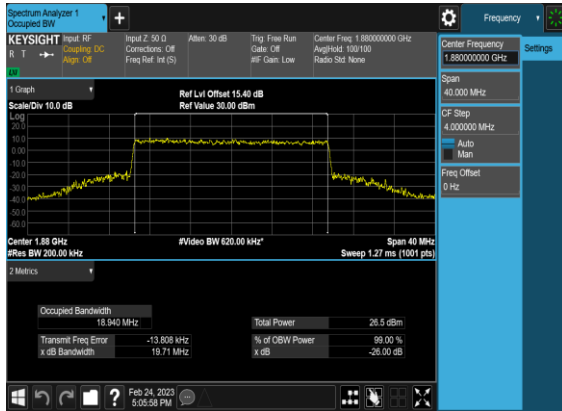 Spectrum Analyzer 1
Occupied BW
Frequency
KEYSIGHT Input: RF Input Z: 50 Ω Atten: 30 dB Trig: Free Run Center Freq: 1.880000000 GHz
R T Coupling: DC Corrections: Off Gate: Off Avg|Hold: 100/100
Align: Off Freq Ref: Int (S) #IF Gain: Low Radio Std: None
Center Frequency
1.880000000 GHz
Settings
Span
40.000 MHz
CF Step
4.000000 MHz
Auto
Man
Freq Offset
0 Hz
1 Graph
Ref Lvl Offset 15.40 dB
Scale/Div 10.0 dB Ref Value 30.00 dBm
Log
20.0
10.0
0.00
-10.0
-20.0
-30.0
-40.0
-50.0
-60.0
Center 1.88 GHz #Video BW 620.00 kHz* Span 40 MHz
#Res BW 200.00 kHz Sweep 1.27 ms (1001 pts)
2 Metrics
Occupied Bandwidth
18.940 MHz Total Power 26.5 dBm
Transmit Freq Error -13.808 kHz % of OBW Power 99.00 %
x dB Bandwidth 19.71 MHz x dB -26.00 dB
Feb 24, 2023
5:05:58 PM